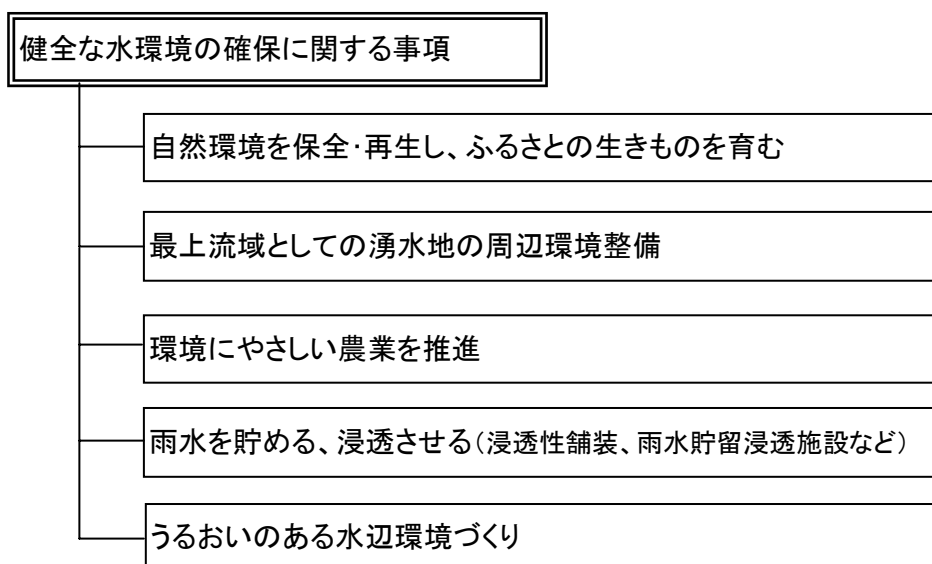 健全な水環境の確保に関する事項
自然環境を保全・再生し、ふるさとの生きものを育む
最上流域としての湧水地の周辺環境整備
環境にやさしい農業を推進
雨水を貯める、浸透させる（浸透性舗装、雨水貯留浸透施設など）
うるおいのある水辺環境づくり